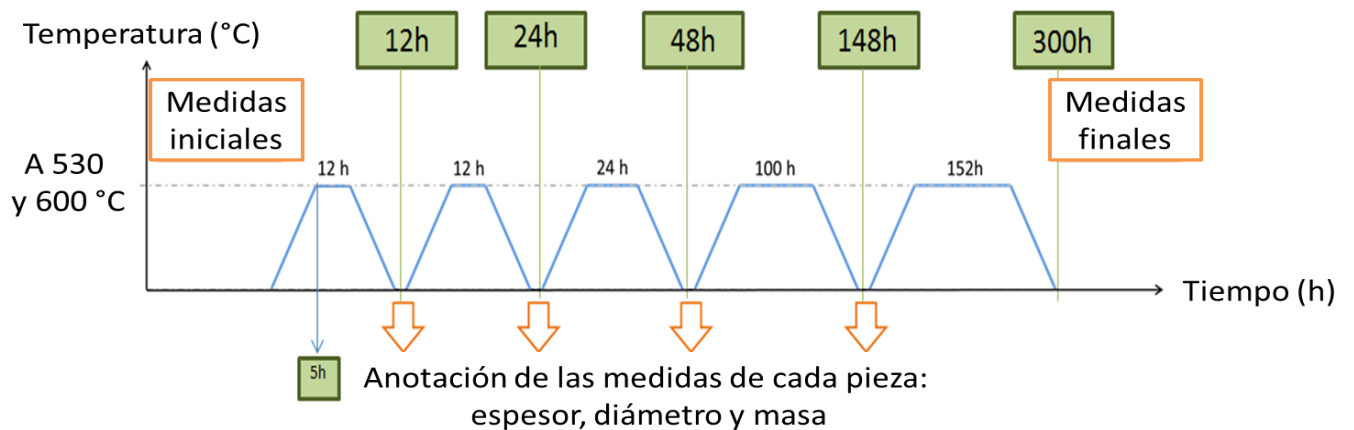 Temperatura (°C)
12h
24h
48h
148h
300h
Medidas
iniciales
Medidas
finales
A 530
y 600 °C
12 h
12 h
24 h
100 h
152h
Tiempo (h)
5h
Anotación de las medidas de cada pieza:
espesor, diámetro y masa